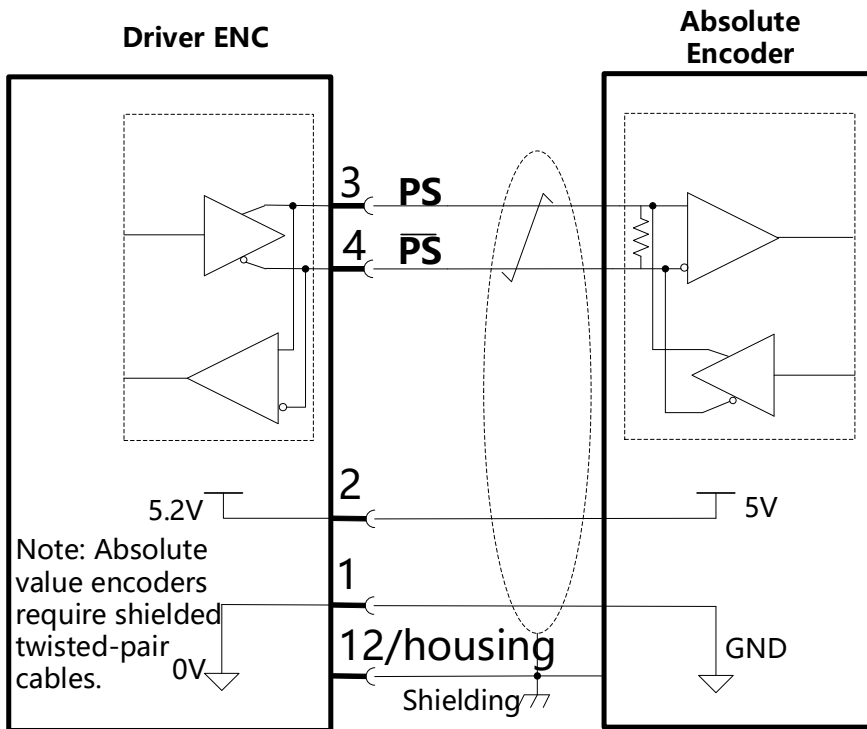 Driver ENC
Absolute
Encoder
3 PS
4 P̅S̅
2
5.2V
5V
Note: Absolute
value encoders
require shielded
twisted-pair
cables.
1
0V
12/housing
GND
Shielding